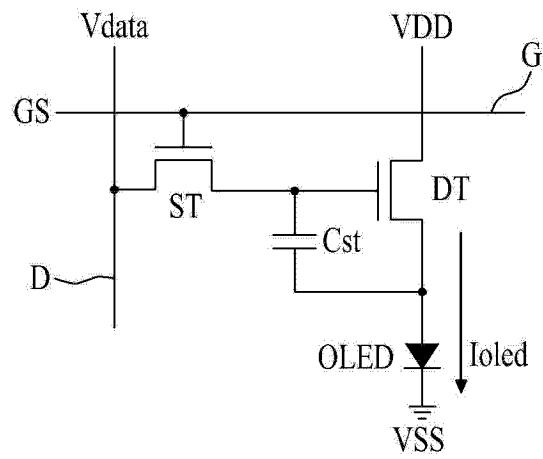 Vdata
VDD
G
GS
ST
DT
Cst
D
OLED
Ioled
VSS